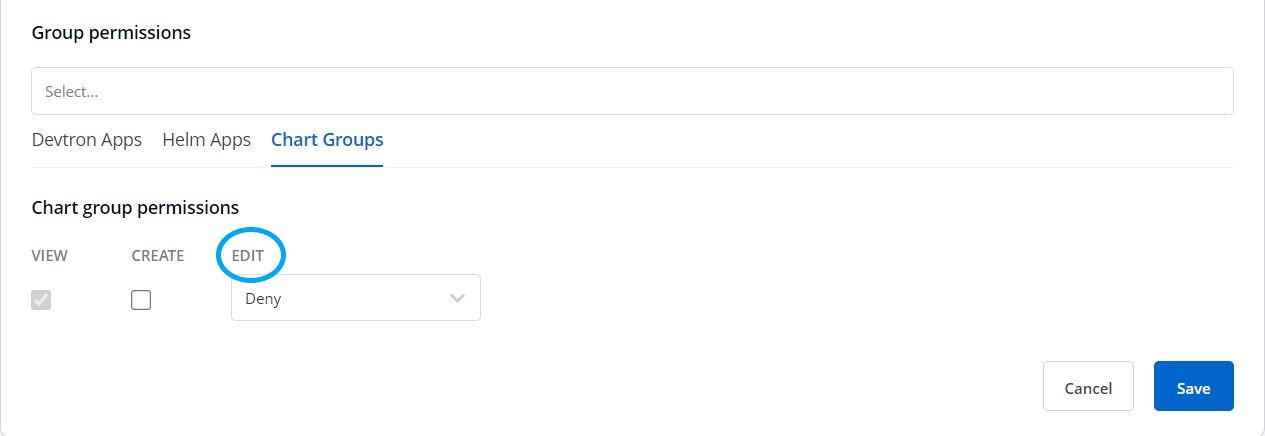 Group permissions
Select...
Devtron Apps Helm Apps Chart Groups
Chart group permissions
VIEW CREATE EDIT
Deny
Cancel Save